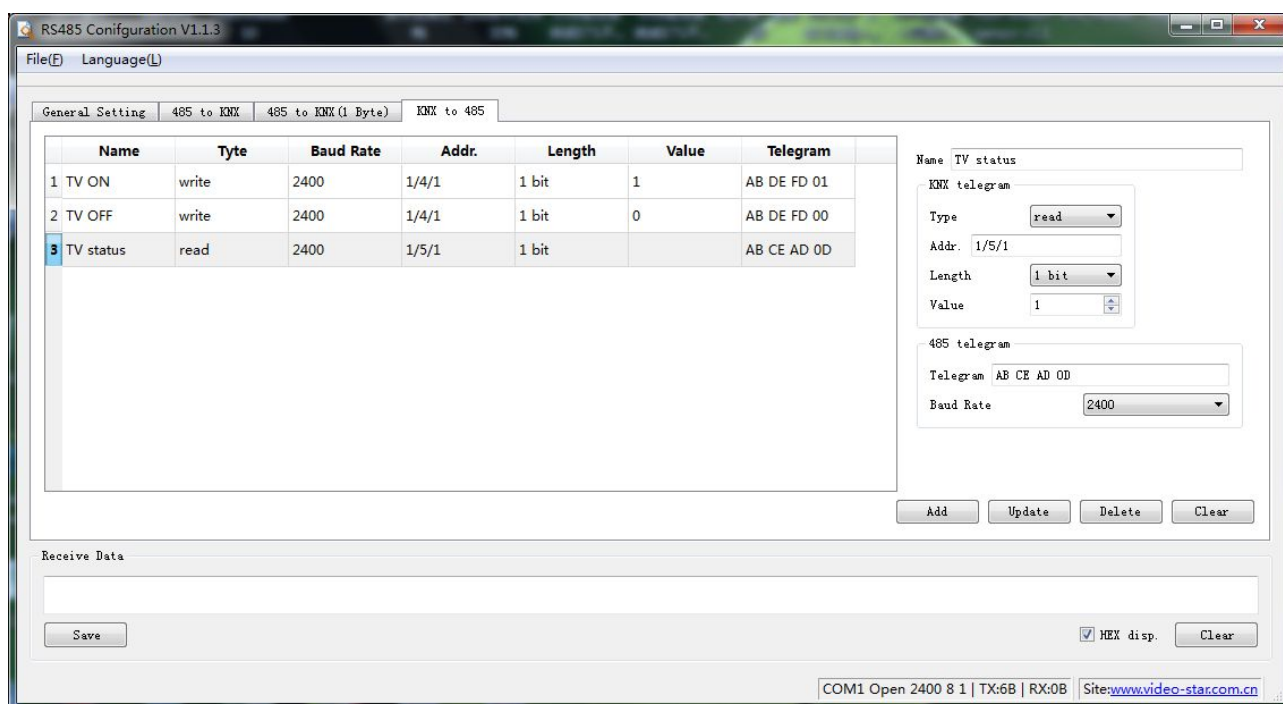 RS485 Conifguration V1.1.3
File(F) Language(L)
General Setting 485 to KNX 485 to KNX(1 Byte) KNX to 485
Name Tyte Baud Rate Addr. Length Value Telegram
1 TV ON write 2400 1/4/1 1 bit 1 AB DE FD 01
2 TV OFF write 2400 1/4/1 1 bit 0 AB DE FD 00
3 TV status read 2400 1/5/1 1 bit AB CE AD 0D
Name TV status
KNX telegram
Type read
Addr. 1/5/1
Length 1 bit
Value 1
485 telegram
Telegram AB CE AD 0D
Baud Rate 2400
Add Update Delete Clear
Receive Data
Save HEX disp. Clear
COM1 Open 2400 8 1 | TX:6B | RX:0B Site:www.video-star.com.cn